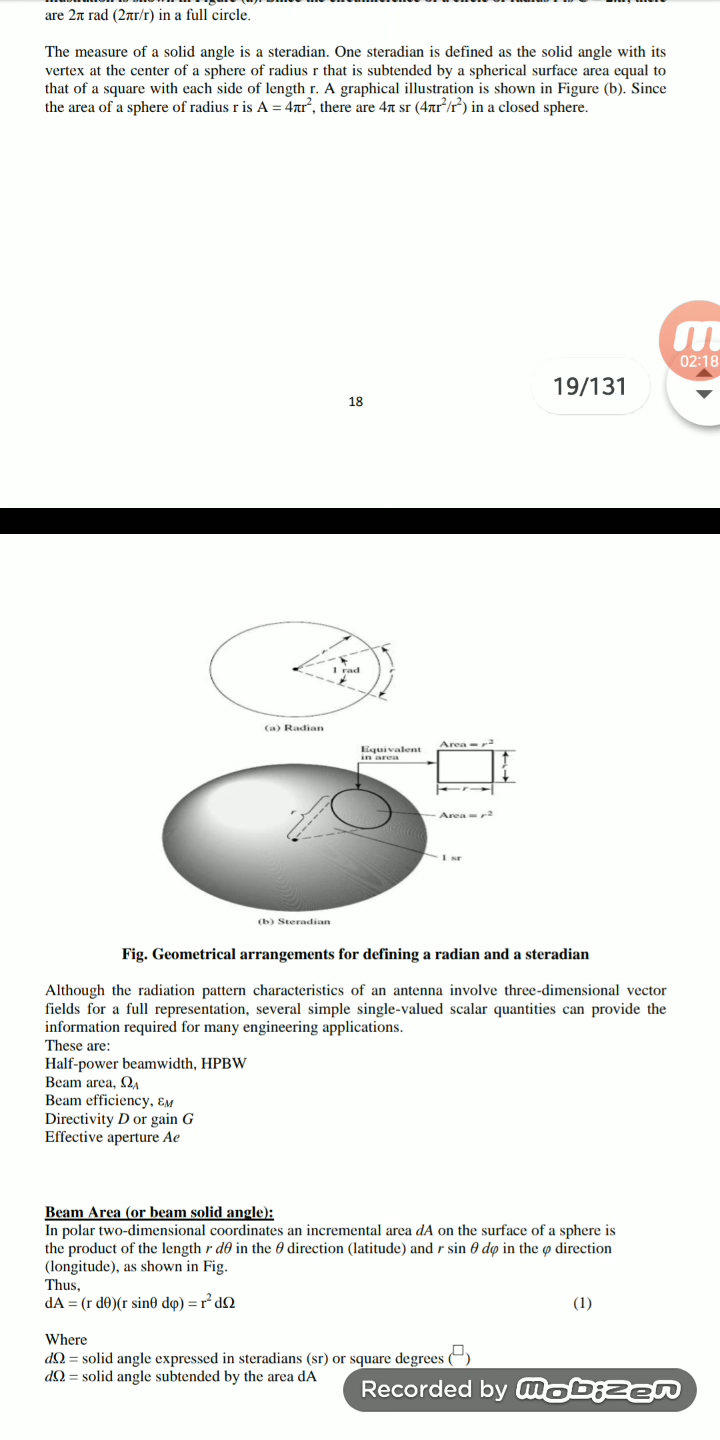 are 2π rad (2πr/r) in a full circle.
The measure of a solid angle is a steradian. One steradian is defined as the solid angle with its
vertex at the center of a sphere of radius r that is subtended by a spherical surface area equal to
that of a square with each side of length r. A graphical illustration is shown in Figure (b). Since
the area of a sphere of radius r is A = 4πr², there are 4π sr (4πr²/r²) in a closed sphere.
02:18
19/131
18
r
1 rad
r
(a) Radian
Equivalent
in area
Area = r²
r
r
r
Area = r²
1 sr
(b) Steradian
Fig. Geometrical arrangements for defining a radian and a steradian
Although the radiation pattern characteristics of an antenna involve three-dimensional vector
fields for a full representation, several simple single-valued scalar quantities can provide the
information required for many engineering applications.
These are:
Half-power beamwidth, HPBW
Beam area, Ω_A
Beam efficiency, ε_M
Directivity D or gain G
Effective aperture Ae
Beam Area (or beam solid angle):
In polar two-dimensional coordinates an incremental area dA on the surface of a sphere is
the product of the length r dθ in the θ direction (latitude) and r sin θ dφ in the φ direction
(longitude), as shown in Fig.
Thus,
dA = (r dθ)(r sinθ dφ) = r² dΩ (1)
Where
dΩ = solid angle expressed in steradians (sr) or square degrees (□)
dΩ = solid angle subtended by the area dA
Recorded by mobizen